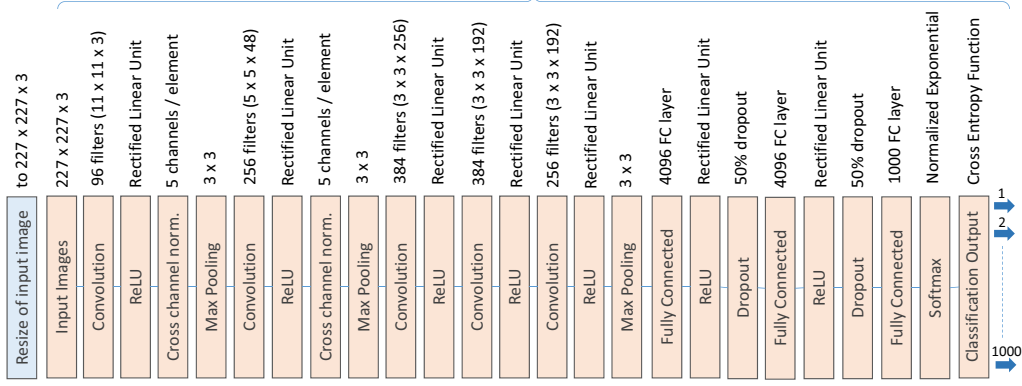 to 227 x 227 x 3
227 x 227 x 3
96 filters (11 x 11 x 3)
Rectified Linear Unit
5 channels / element
3 x 3
256 filters (5 x 5 x 48)
Rectified Linear Unit
5 channels / element
3 x 3
384 filters (3 x 3 x 256)
Rectified Linear Unit
384 filters (3 x 3 x 192)
Rectified Linear Unit
256 filters (3 x 3 x 192)
Rectified Linear Unit
3 x 3
4096 FC layer
Rectified Linear Unit
50% dropout
4096 FC layer
Rectified Linear Unit
50% dropout
1000 FC layer
Normalized Exponential
Cross Entropy Function
Resize of input image
Input Images
Convolution
ReLU
Cross channel norm.
Max Pooling
Convolution
ReLU
Cross channel norm.
Max Pooling
Convolution
ReLU
Convolution
ReLU
Convolution
ReLU
Max Pooling
Fully Connected
ReLU
Dropout
Fully Connected
ReLU
Dropout
Fully Connected
Softmax
Classification Output
1
2
1000